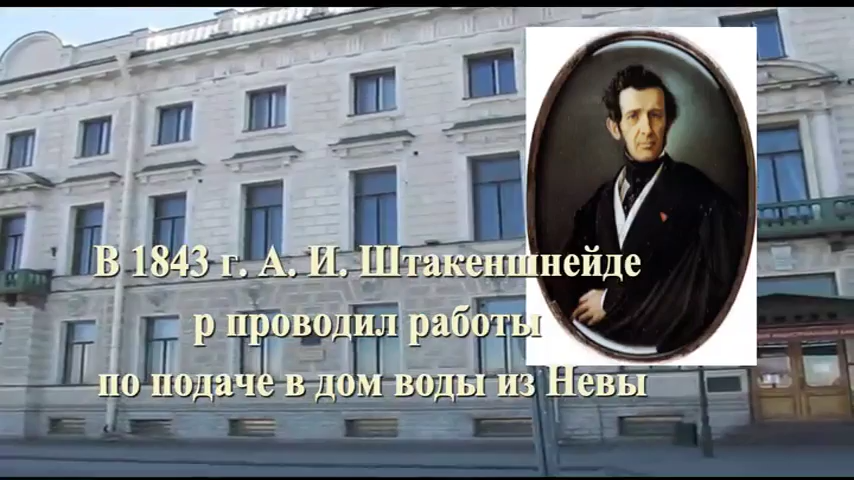 В 1843 г. А. И. Штакеншнейде
р проводил работы
по подаче в дом воды из Невы